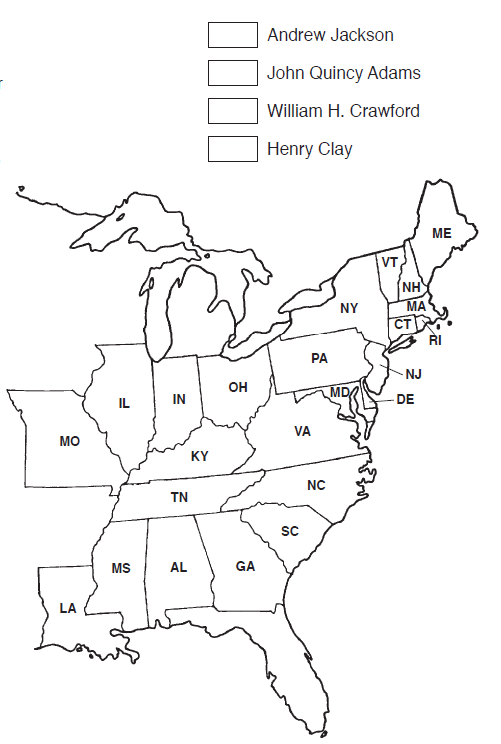 Andrew Jackson
John Quincy Adams
William H. Crawford
Henry Clay
ME
VT
NH
MA
NY
CT
RI
PA
NJ
OH
MD
DE
IL
IN
MO
VA
KY
NC
TN
SC
MS
AL
GA
LA